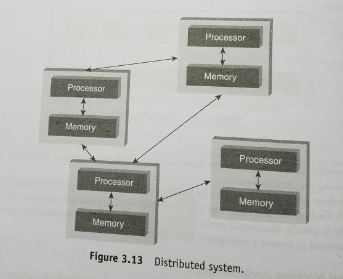 Processor
Memory
Processor
Memory
Processor
Memory
Processor
Memory
Figure 3.13 Distributed system.